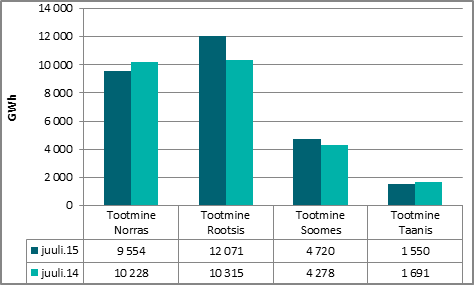 14 000
12 000
10 000
8 000
6 000
4 000
2 000
0
GWh
Tootmine Norras
Tootmine Rootsis
Tootmine Soomes
Tootmine Taanis
juuli.15 9 554 12 071 4 720 1 550
juuli.14 10 228 10 315 4 278 1 691